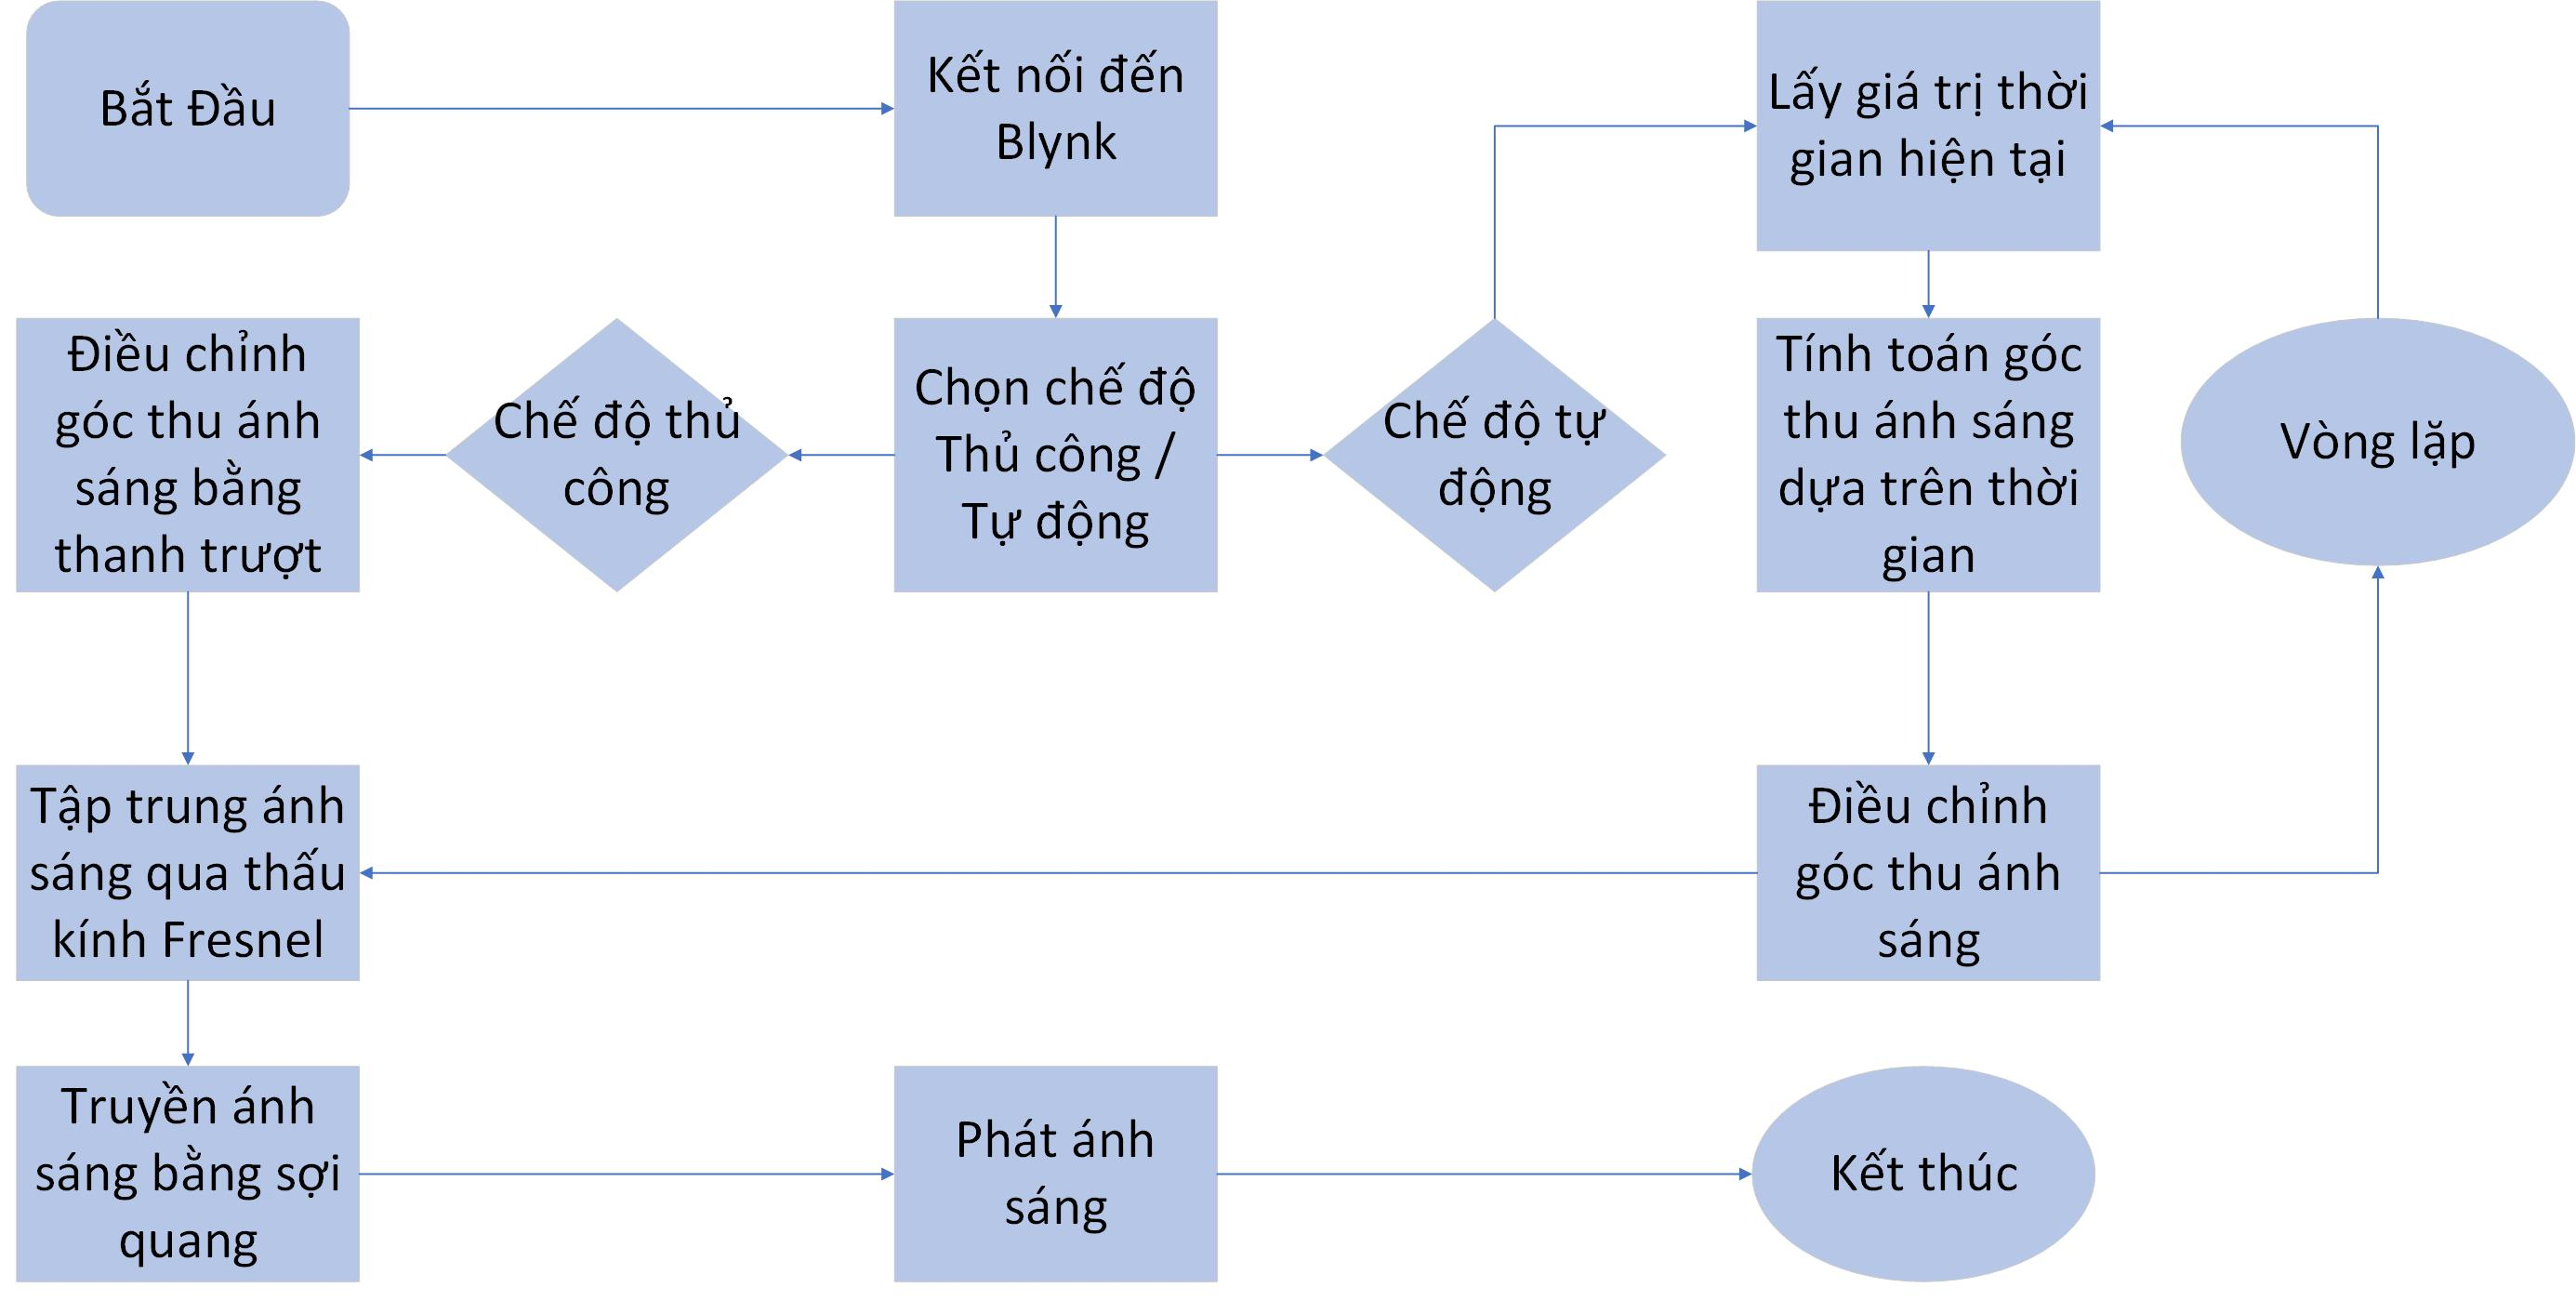 Bắt Đầu
Kết nối đến
Blynk
Lấy giá trị thời
gian hiện tại
Điều chỉnh
góc thu ánh
sáng bằng
thanh trượt
Chế độ thủ
công
Chọn chế độ
Thủ công /
Tự động
Chế độ tự
động
Tính toán góc
thu ánh sáng
dựa trên thời
gian
Vòng lặp
Tập trung ánh
sáng qua thấu
kính Fresnel
Điều chỉnh
góc thu ánh
sáng
Truyền ánh
sáng bằng sợi
quang
Phát ánh
sáng
Kết thúc